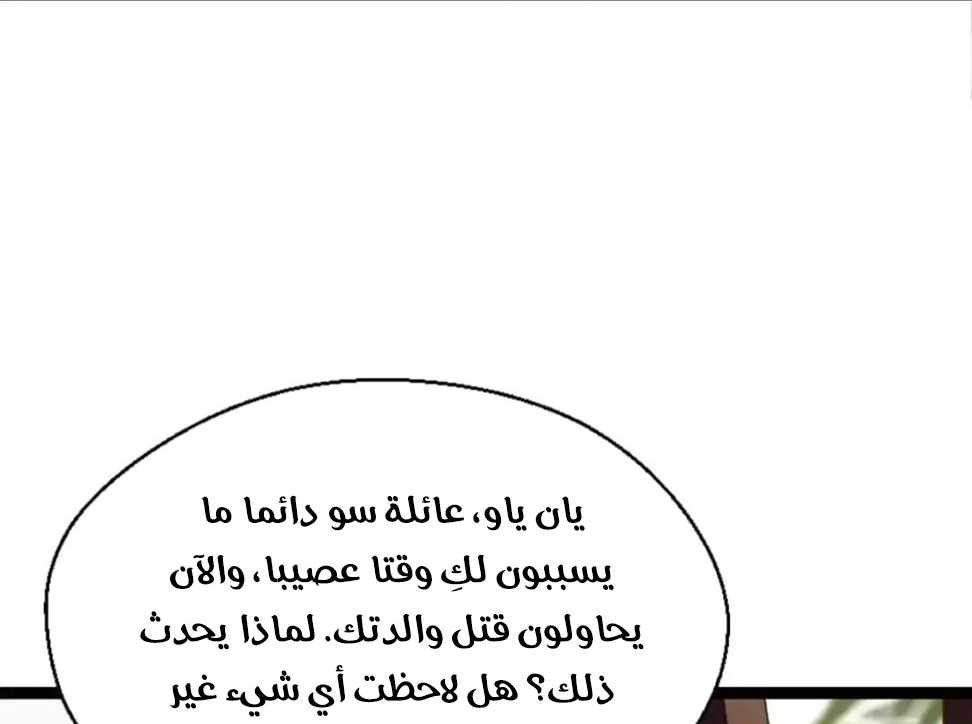 يان ياو، عائلة سو دائما ما
يسببون لكِ وقتا عصيبا، والآن
يحاولون قتل والدتك. لماذا يحدث
ذلك؟ هل لاحظت أي شيء غير